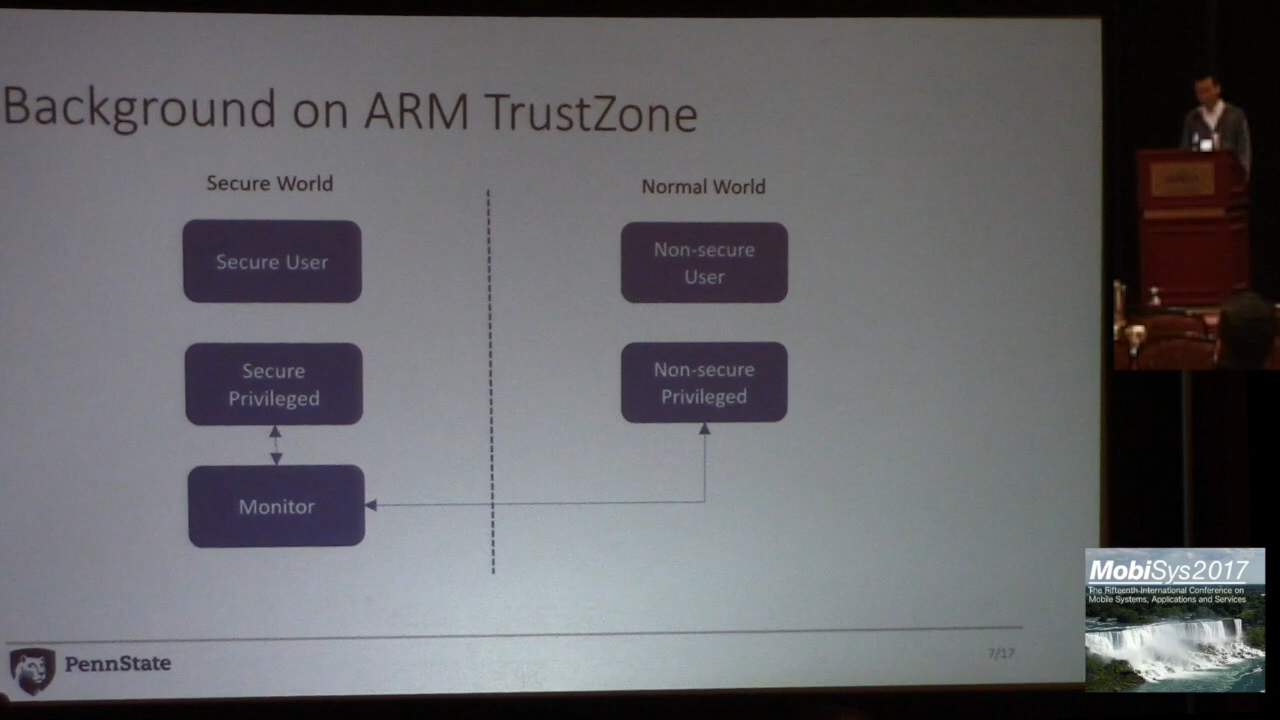 Background on ARM TrustZone
Secure World
Normal World
Secure User
Non-secure
User
Secure
Privileged
Non-secure
Privileged
Monitor
PennState
7/17
MobiSys2017
The Fifteenth International Conference on
Mobile Systems, Applications and Services